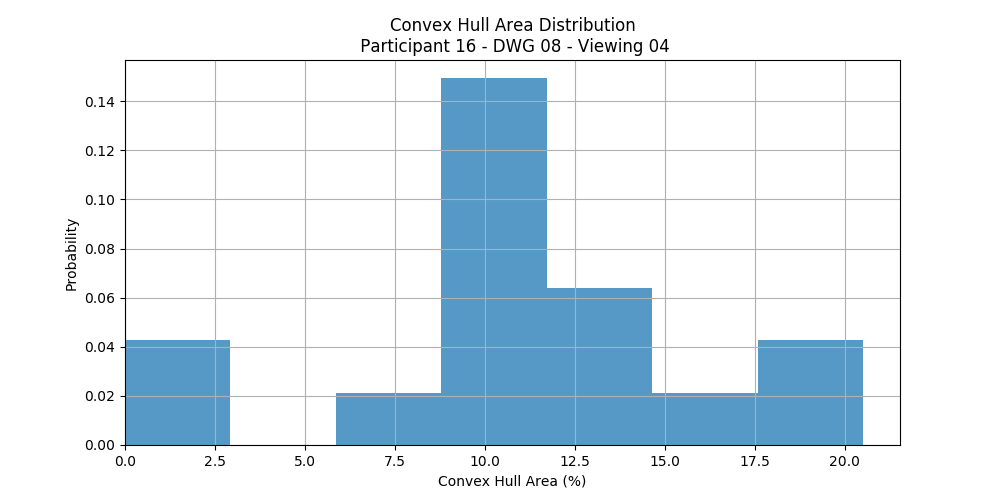 Convex Hull Area Distribution
Participant 16 - DWG 08 - Viewing 04
0.14
0.12
0.10
0.08
0.06
0.04
0.02
0.00
Probability
0.0 2.5 5.0 7.5 10.0 12.5 15.0 17.5 20.0
Convex Hull Area (%)